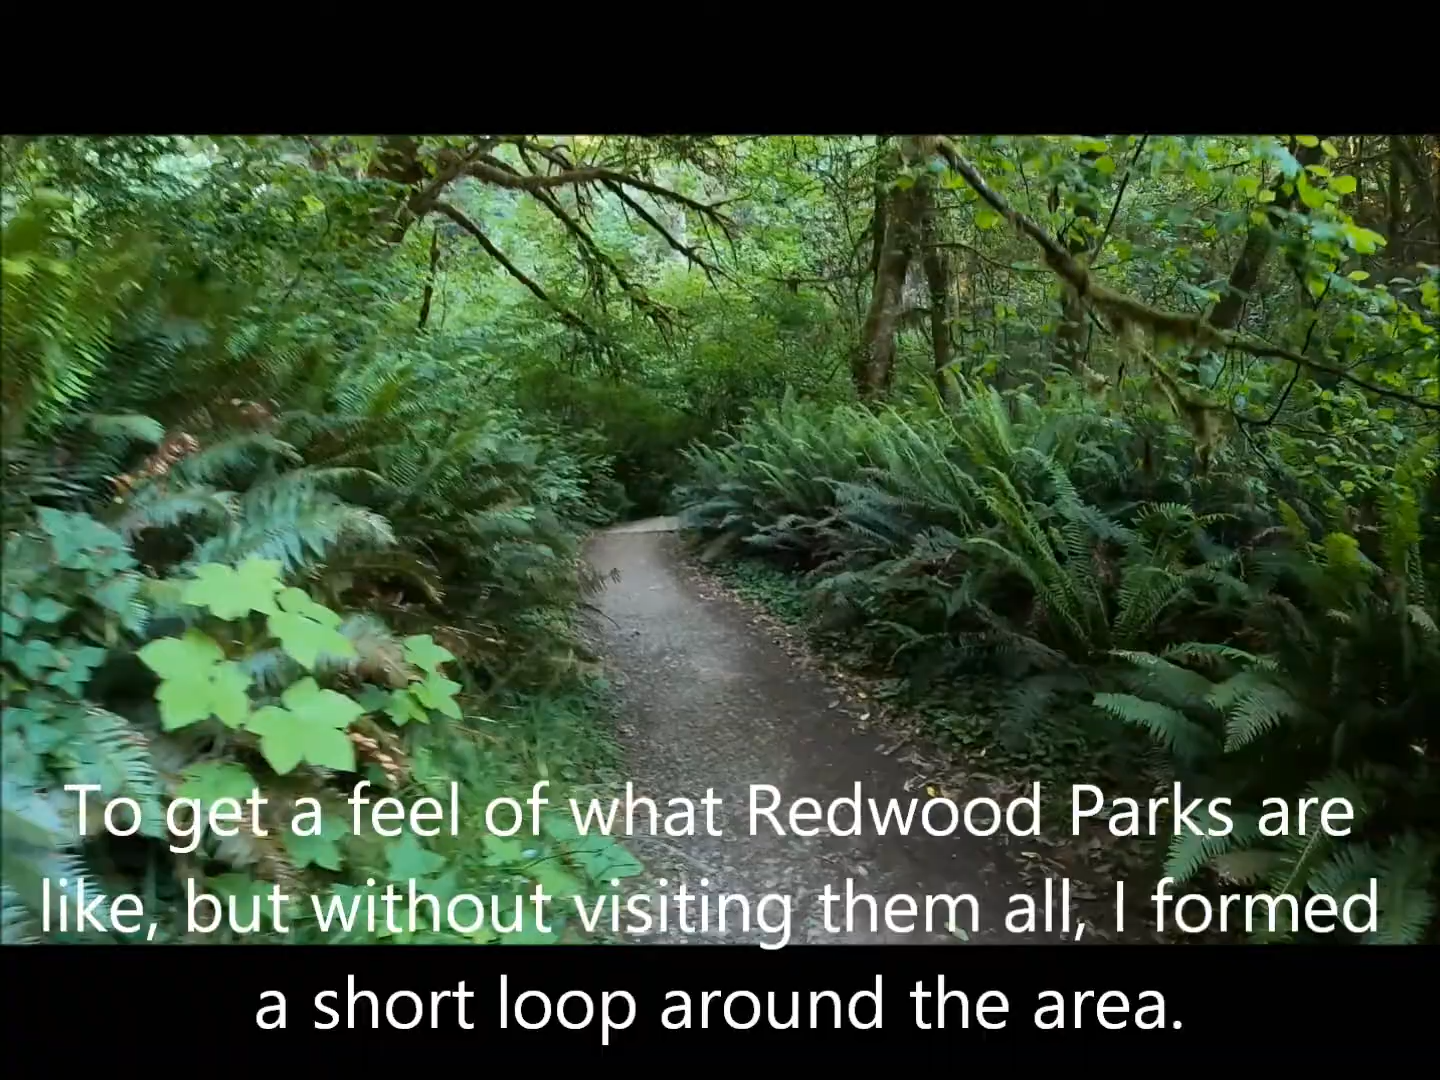 To get a feel of what Redwood Parks are
like, but without visiting them all, I formed
a short loop around the area.